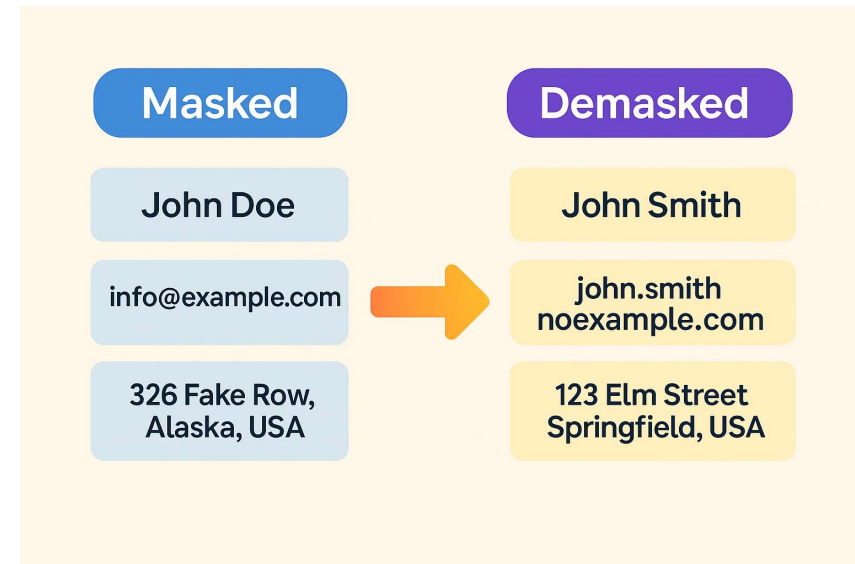 Masked
Demasked
John Doe
John Smith
info@example.com
john.smith
noexample.com
326 Fake Row,
Alaska, USA
123 Elm Street
Springfield, USA